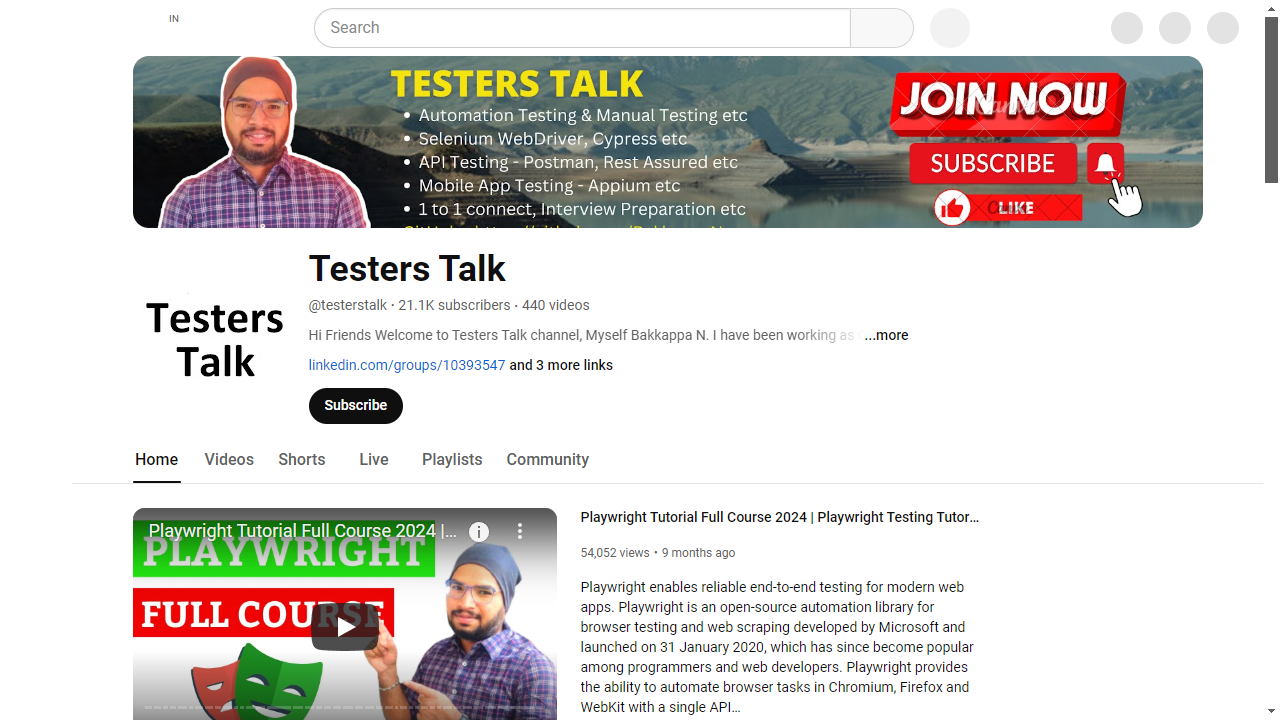 IN
Search
TESTERS TALK
• Automation Testing & Manual Testing etc
• Selenium WebDriver, Cypress etc
• API Testing - Postman, Rest Assured etc
• Mobile App Testing - Appium etc
• 1 to 1 connect, Interview Preparation etc
JOIN NOW
SUBSCRIBE
LIKE
Testers
Talk
Testers Talk
@testerstalk • 21.1K subscribers • 440 videos
Hi Friends Welcome to Testers Talk channel, Myself Bakkappa N. I have been working as ...more
linkedin.com/groups/10393547 and 3 more links
Subscribe
Home Videos Shorts Live Playlists Community
Playwright Tutorial Full Course 2024 |...
PLAYWRIGHT
FULL COURSE
Playwright Tutorial Full Course 2024 | Playwright Testing Tutor...
54,052 views • 9 months ago
Playwright enables reliable end-to-end testing for modern web
apps. Playwright is an open-source automation library for
browser testing and web scraping developed by Microsoft and
launched on 31 January 2020, which has since become popular
among programmers and web developers. Playwright provides
the ability to automate browser tasks in Chromium, Firefox and
WebKit with a single API...